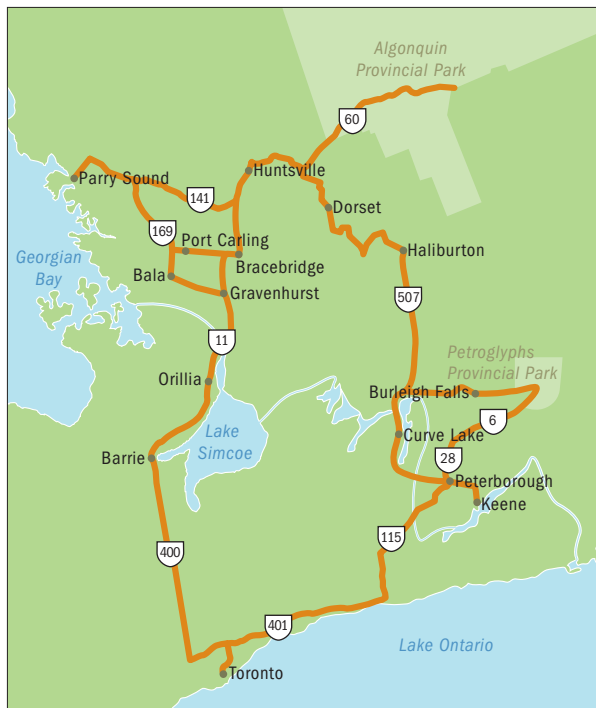 Algonquin
Provincial Park
60
Parry Sound
Huntsville
141
Dorset
169
Port Carling
Georgian
Bay
Haliburton
Bracebridge
Bala
Gravenhurst
507
11
Petroglyphs
Provincial Park
Orillia
Burleigh Falls
6
Lake
Simcoe
Curve Lake
Barrie
28
Peterborough
Keene
115
400
401
Lake Ontario
Toronto